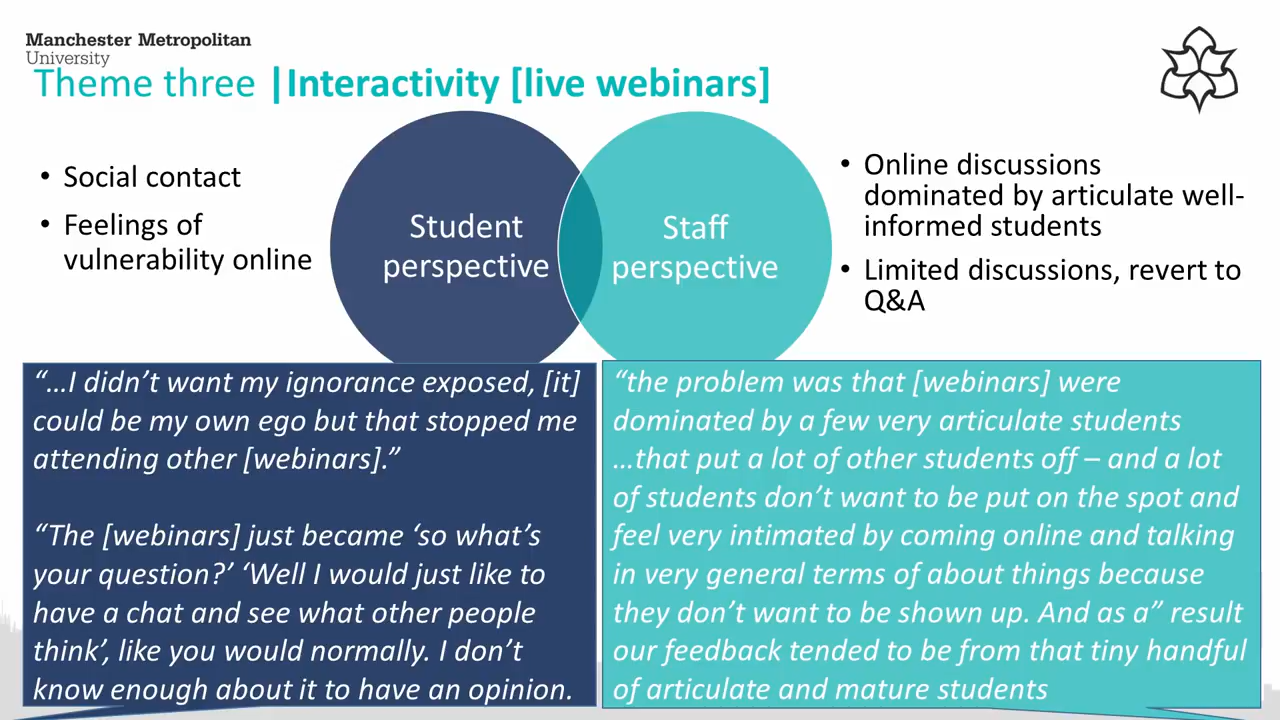 Manchester Metropolitan
University
Theme three |Interactivity [live webinars]
• Social contact
• Feelings of
vulnerability online
Student
perspective
Staff
perspective
• Online discussions
dominated by articulate well-
informed students
• Limited discussions, revert to
Q&A
“…I didn’t want my ignorance exposed, [it]
could be my own ego but that stopped me
attending other [webinars].”
“The [webinars] just became ‘so what’s
your question?’ ‘Well I would just like to
have a chat and see what other people
think’, like you would normally. I don’t
know enough about it to have an opinion.
“the problem was that [webinars] were
dominated by a few very articulate students
…that put a lot of other students off – and a lot
of students don’t want to be put on the spot and
feel very intimated by coming online and talking
in very general terms of about things because
they don’t want to be shown up. And as a” result
our feedback tended to be from that tiny handful
of articulate and mature students